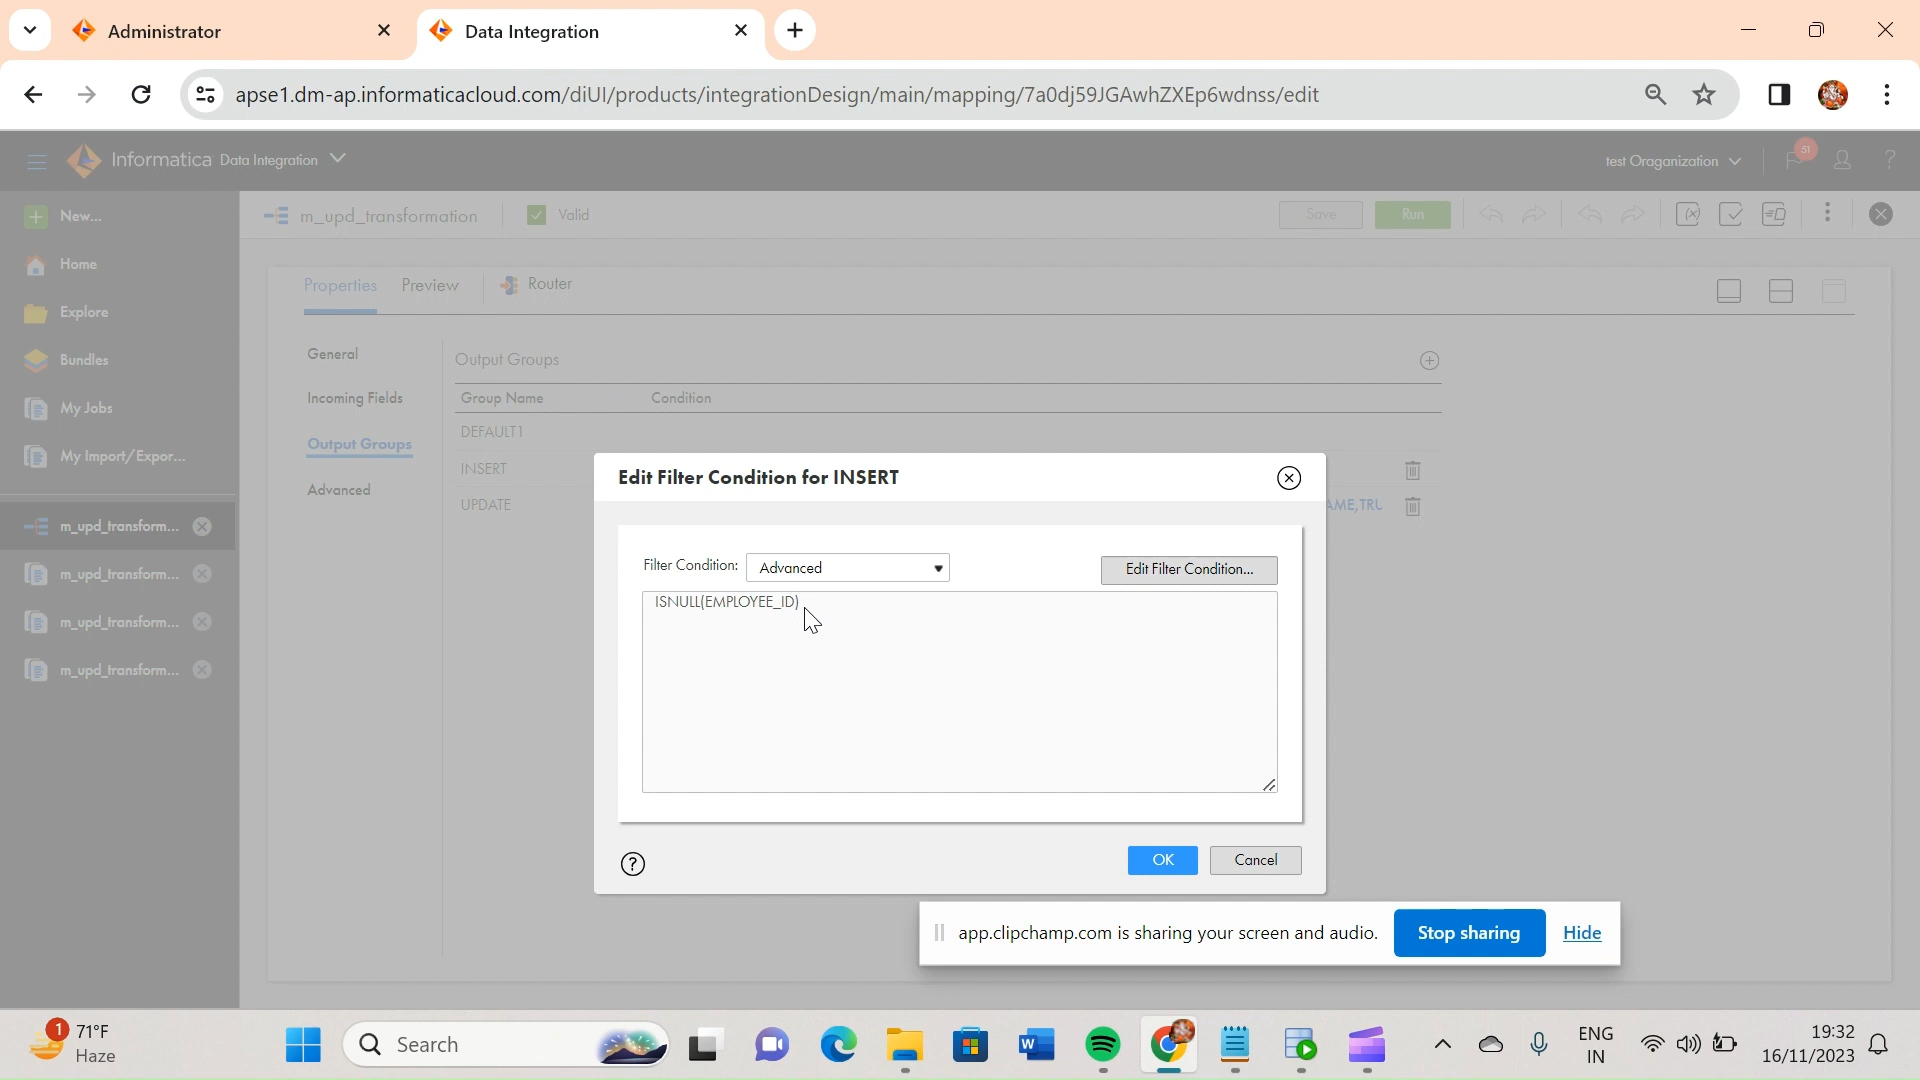 Administrator
Data Integration
apse1.dm-ap.informaticacloud.com/diUI/products/integrationDesign/main/mapping/7a0dj59JGAwhZXEp6wdnss/edit
Informatica Data Integration
test Oraganization
51
?
New...
m_upd_transformation
Valid
Save
Run
Home
Explore
Bundles
My Jobs
My Import/Expor...
m_upd_transform...
m_upd_transform...
m_upd_transform...
m_upd_transform...
Properties
Preview
Router
General
Incoming Fields
Output Groups
Advanced
Output Groups
Group Name
Condition
DEFAULT1
INSERT
UPDATE
AME,TRU
Edit Filter Condition for INSERT
Filter Condition:
Advanced
Edit Filter Condition...
ISNULL(EMPLOYEE_ID)
?
OK
Cancel
app.clipchamp.com is sharing your screen and audio.
Stop sharing
Hide
1
71°F
Haze
Search
W
ENG
IN
19:32
16/11/2023